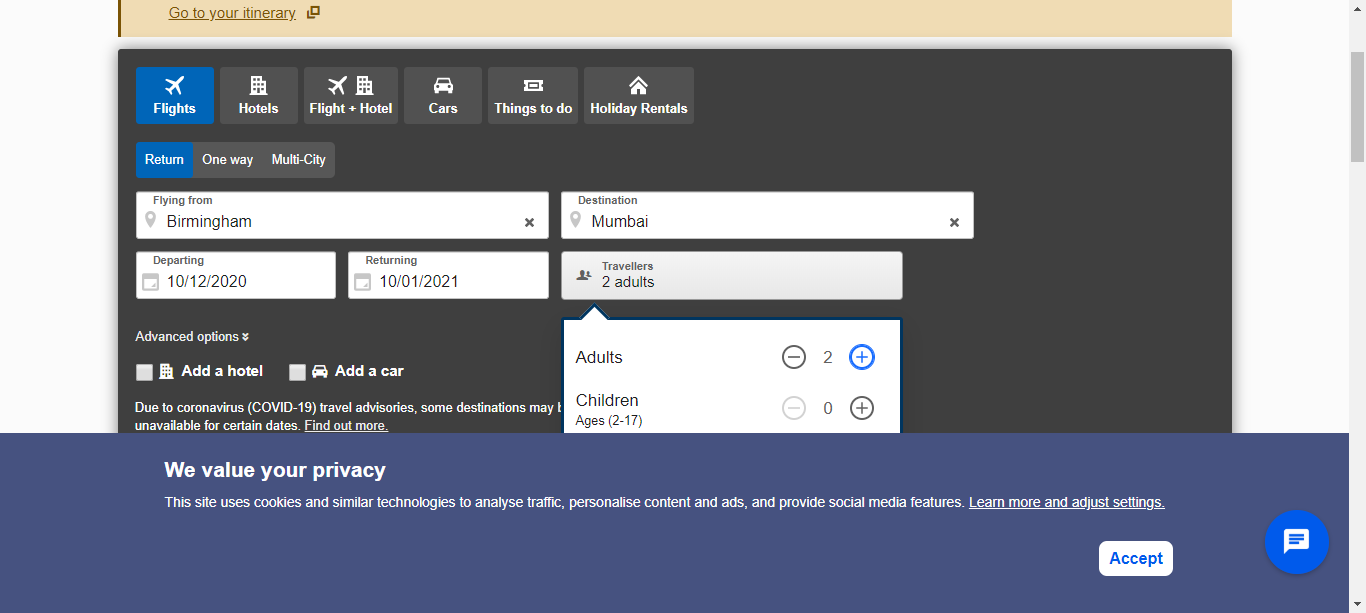 Go to your itinerary
Flights
Hotels
Flight + Hotel
Cars
Things to do
Holiday Rentals
Return
One way
Multi-City
Flying from
Birmingham
Destination
Mumbai
Departing
10/12/2020
Returning
10/01/2021
Travellers
2 adults
Advanced options
Add a hotel
Add a car
Due to coronavirus (COVID-19) travel advisories, some destinations may
unavailable for certain dates. Find out more.
Adults
2
Children
0
Ages (2-17)
We value your privacy
This site uses cookies and similar technologies to analyse traffic, personalise content and ads, and provide social media features. Learn more and adjust settings.
Accept